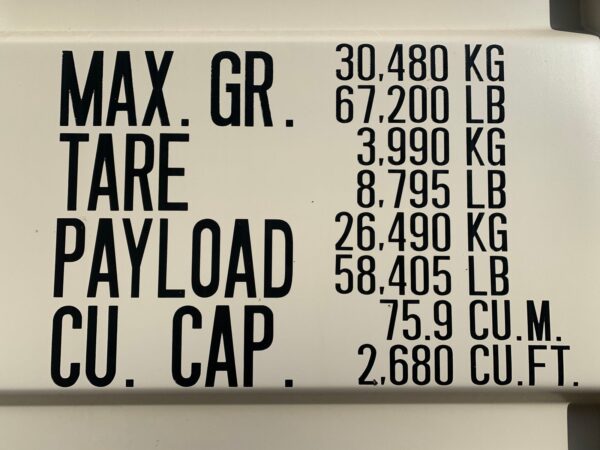 MAX. GR. 30,480 KG
67,200 LB
TARE 3,990 KG
8,795 LB
PAYLOAD 26,490 KG
58,405 LB
CU. CAP. 75.9 CU.M.
2,680 CU.FT.